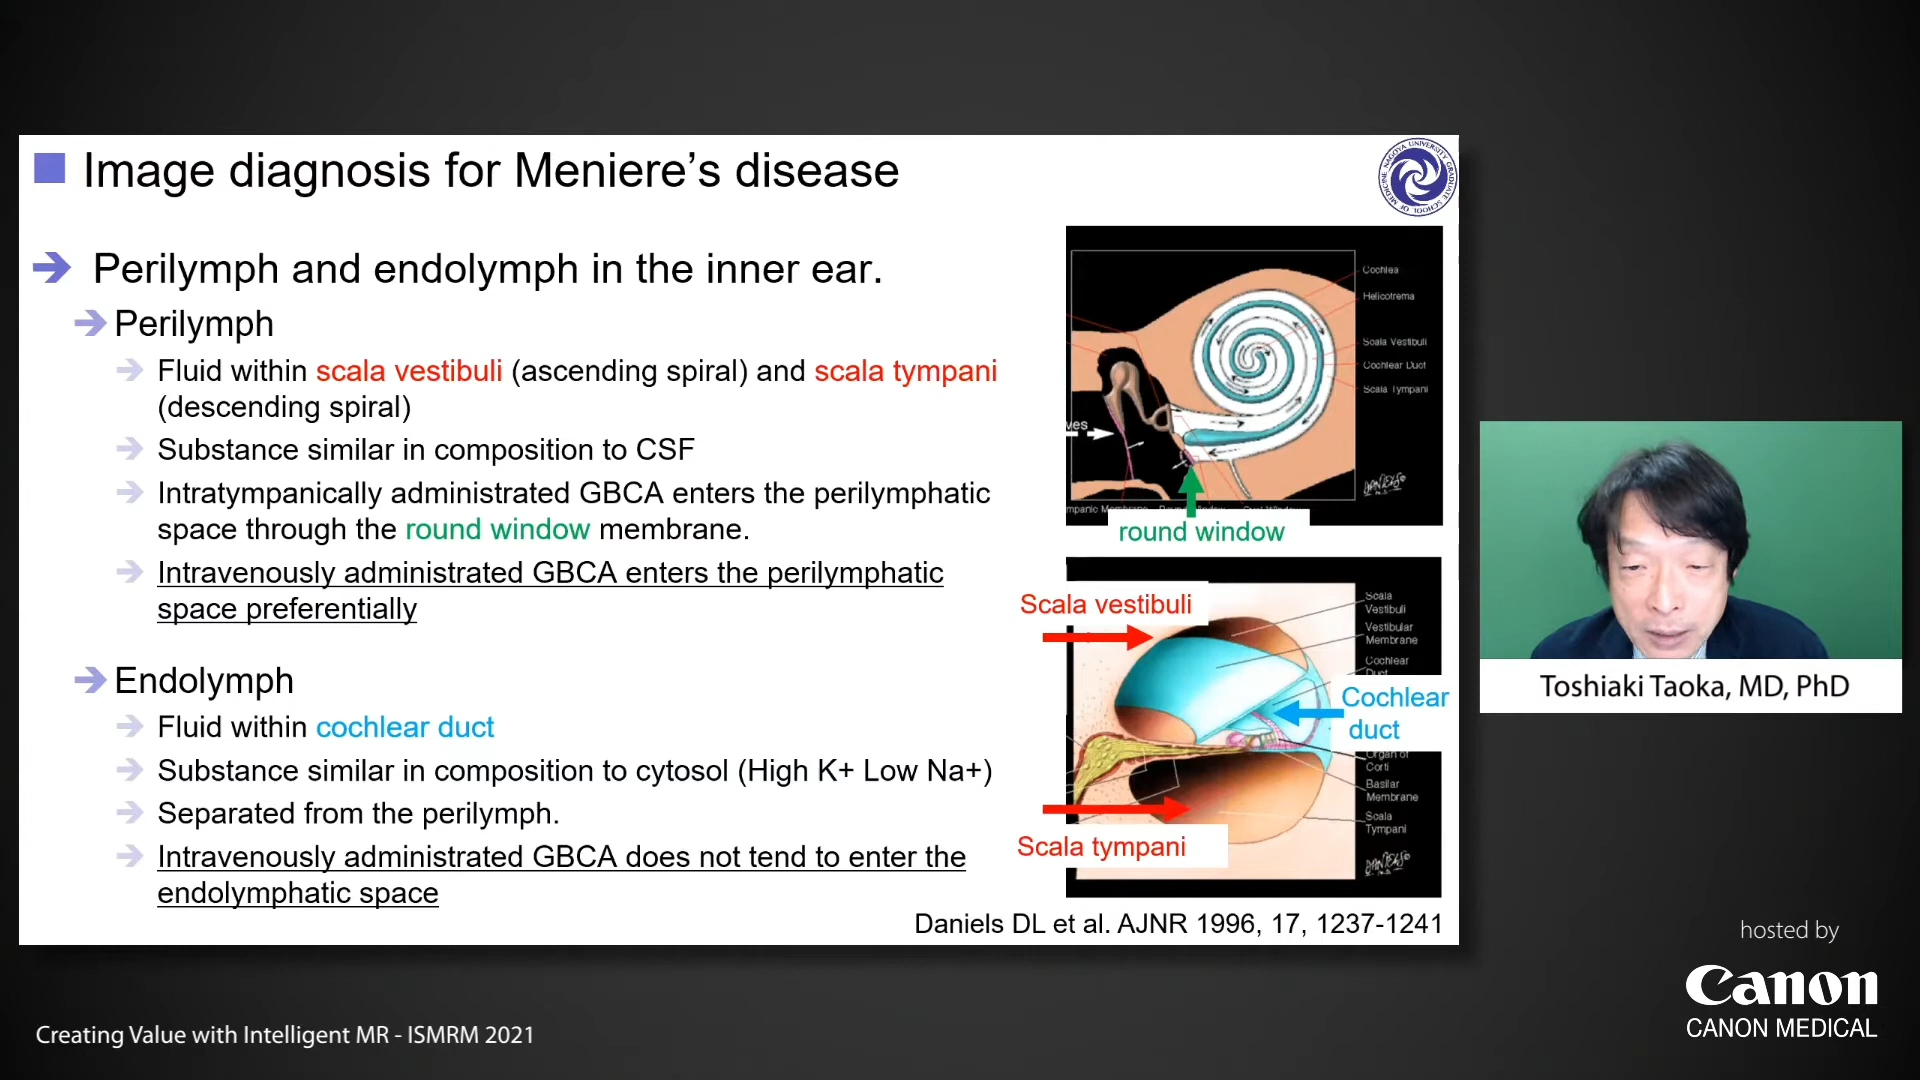 Image diagnosis for Meniere's disease
Perilymph and endolymph in the inner ear.
Perilymph
Fluid within scala vestibuli (ascending spiral) and scala tympani
(descending spiral)
Substance similar in composition to CSF
Intratympanically administrated GBCA enters the perilymphatic
space through the round window membrane.
Intravenously administrated GBCA enters the perilymphatic
space preferentially
Endolymph
Fluid within cochlear duct
Substance similar in composition to cytosol (High K+ Low Na+)
Separated from the perilymph.
Intravenously administrated GBCA does not tend to enter the
endolymphatic space
NAGOYA UNIVERSITY GRADUATE SCHOOL OF MEDICINE
Cochlea
Helicotrema
Scala Vestibuli
Cochlear Duct
Scala Tympani
ves
round window
Scala vestibuli
Scala
Vestibuli
Vestibular
Membrane
Cochlear
Duct
Cochlear
duct
Organ of
Corti
Basilar
Membrane
Scala
Tympani
Scala tympani
Daniels DL et al. AJNR 1996, 17, 1237-1241
Toshiaki Taoka, MD, PhD
hosted by
Canon
CANON MEDICAL
Creating Value with Intelligent MR - ISMRM 2021